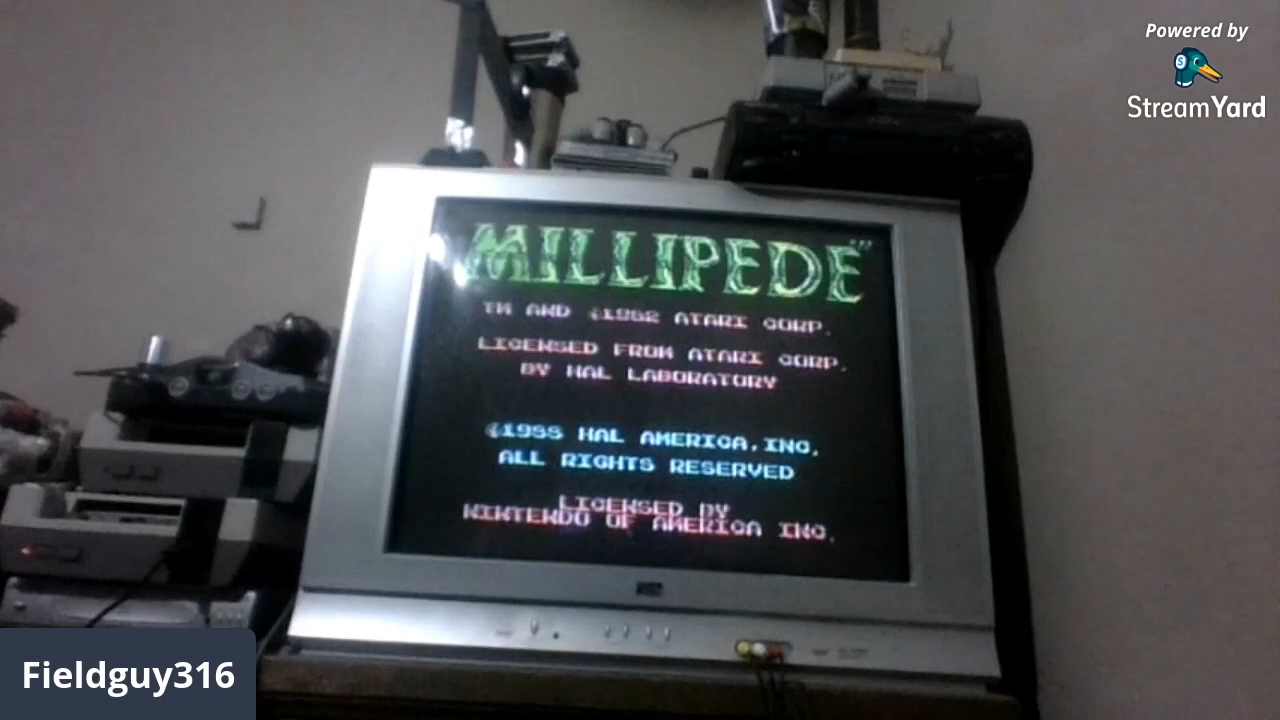 Powered by
StreamYard
MILLIPEDE™
TM AND ©1982 ATARI CORP.
LICENSED FROM ATARI CORP.
BY HAL LABORATORY
©1988 HAL AMERICA,INC.
ALL RIGHTS RESERVED
LICENSED BY
NINTENDO OF AMERICA INC.
Fieldguy316